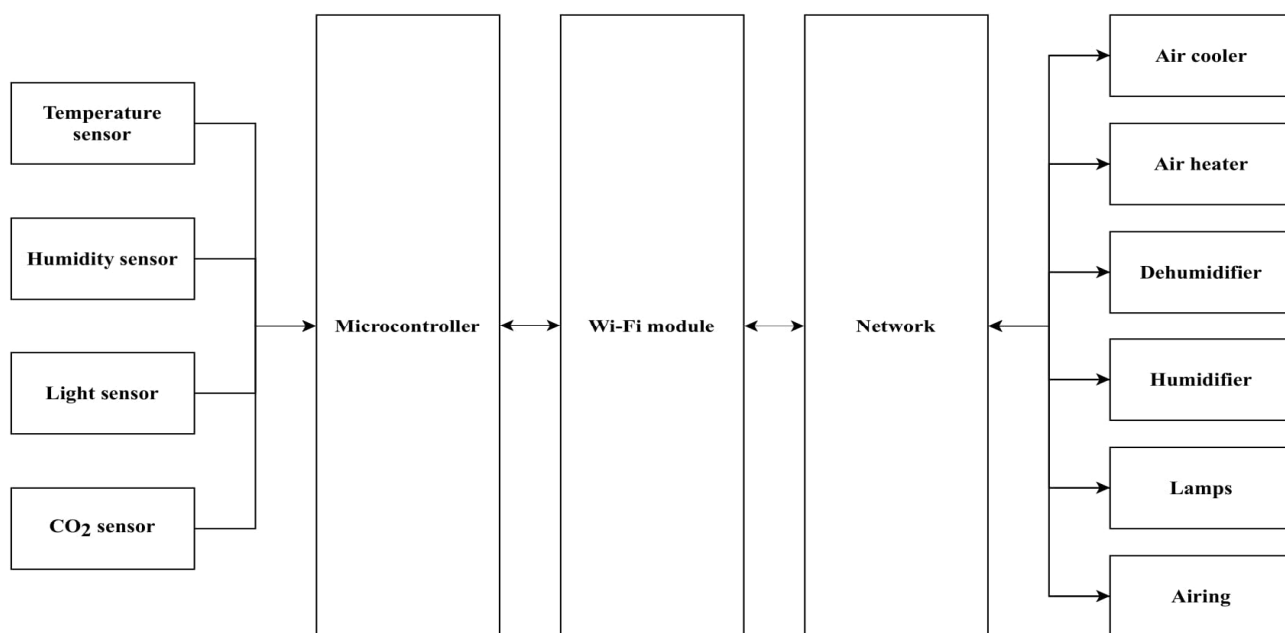 Temperature
sensor
Humidity sensor
Light sensor
CO₂ sensor
Microcontroller
Wi-Fi module
Network
Air cooler
Air heater
Dehumidifier
Humidifier
Lamps
Airing